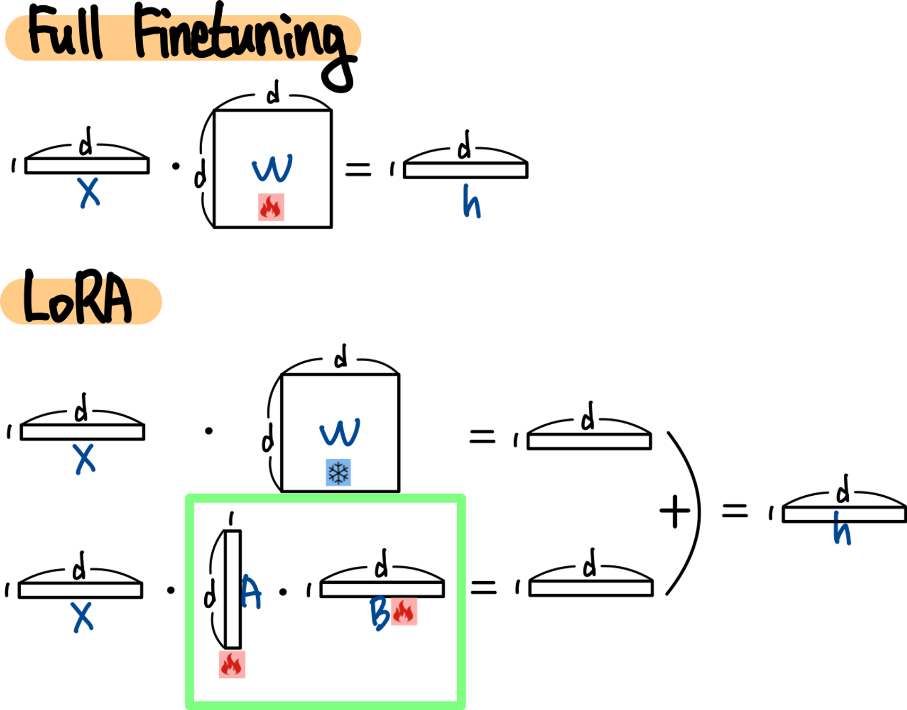 Full Finetuning
d
1 d · d W = 1 d
X h
LoRA
d
1 d · d W = 1 d
X
+ = 1 d
h
1
1 d · d A · 1 d = 1 d
X B